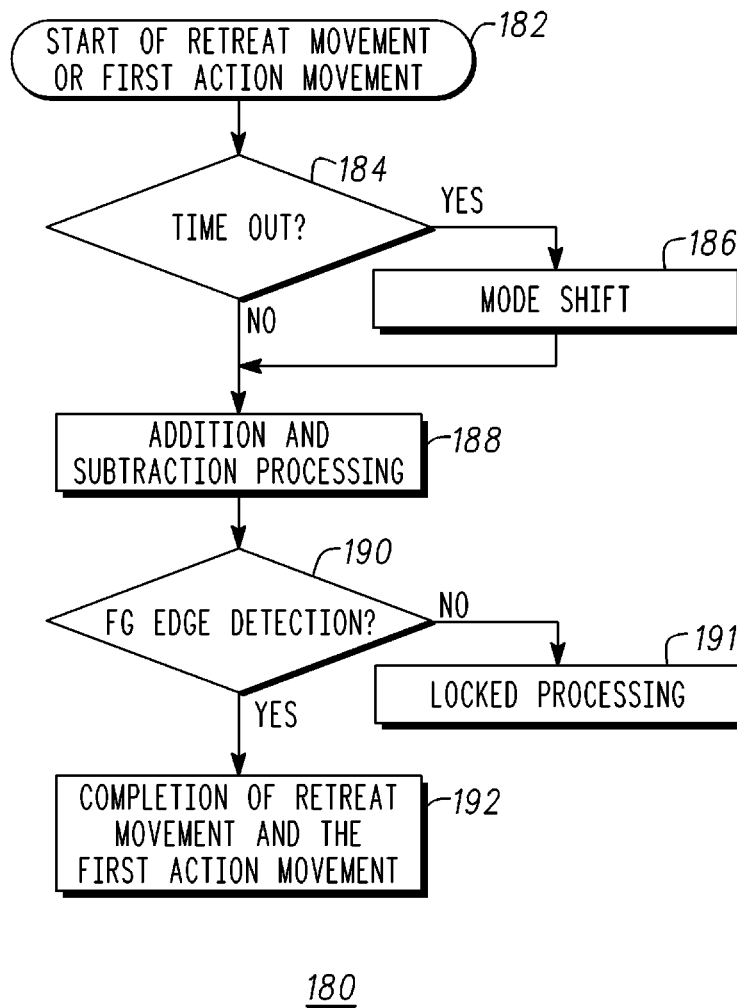 START OF RETREAT MOVEMENT
OR FIRST ACTION MOVEMENT
182
TIME OUT?
184
YES
NO
MODE SHIFT
186
ADDITION AND
SUBTRACTION PROCESSING
188
FG EDGE DETECTION?
190
NO
YES
LOCKED PROCESSING
191
COMPLETION OF RETREAT
MOVEMENT AND THE
FIRST ACTION MOVEMENT
192
180